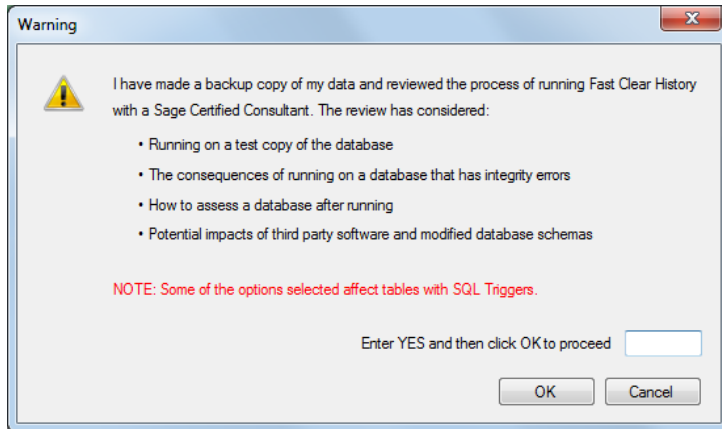 Warning
I have made a backup copy of my data and reviewed the process of running Fast Clear History
with a Sage Certified Consultant. The review has considered:
• Running on a test copy of the database
• The consequences of running on a database that has integrity errors
• How to assess a database after running
• Potential impacts of third party software and modified database schemas
NOTE: Some of the options selected affect tables with SQL Triggers.
Enter YES and then click OK to proceed
OK Cancel